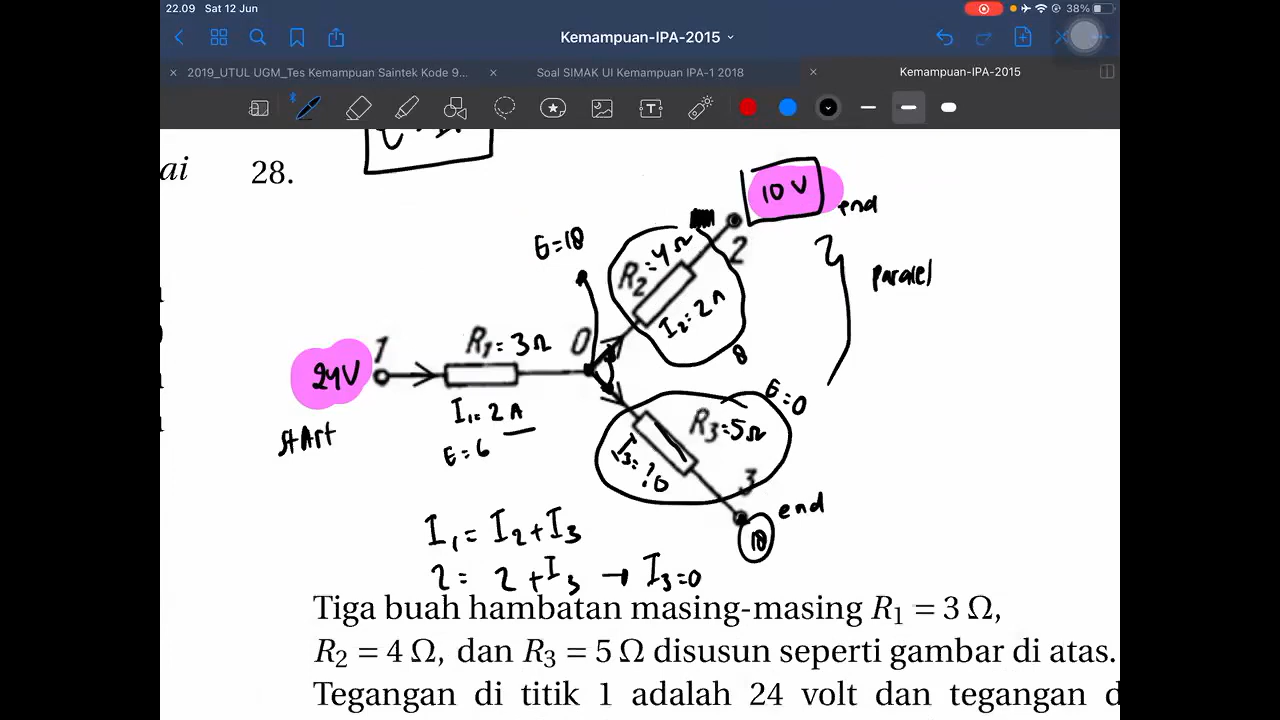 22.09 Sat 12 Jun
38%
Kemampuan-IPA-2015
2019_UTUL UGM_Tes Kemampuan Saintek Kode 9...
Soal SIMAK UI Kemampuan IPA-1 2018
Kemampuan-IPA-2015
ai
28.
10 V
end
E=18
R2=4Ω
2
I2=2A
paralel
8
24V
1
R1=3Ω
0
I1=2A
E=6
start
E=0
R3=5Ω
I3=?0
3
end
18
I1=I2+I3
2=2+I3→I3=0
Tiga buah hambatan masing-masing R1 = 3 Ω,
R2 = 4 Ω, dan R3 = 5 Ω disusun seperti gambar di atas.
Tegangan di titik 1 adalah 24 volt dan tegangan d